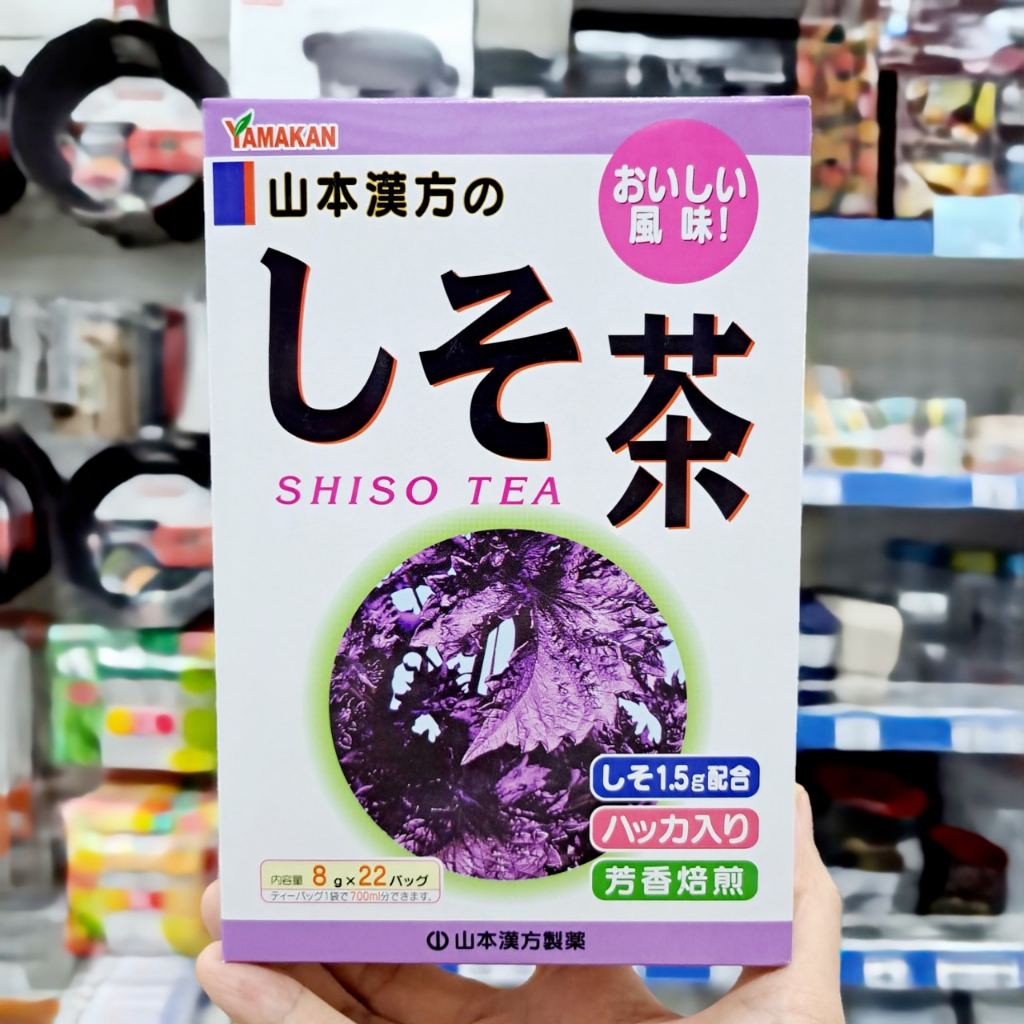 YAMAKAN
山本漢方の
おいしい
風味!
しそ茶
SHISO TEA
しそ1.5g配合
ハッカ入り
芳香焙煎
内容量 8g×22バッグ
ティーバッグ1袋で700ml分できます。
山本漢方製薬